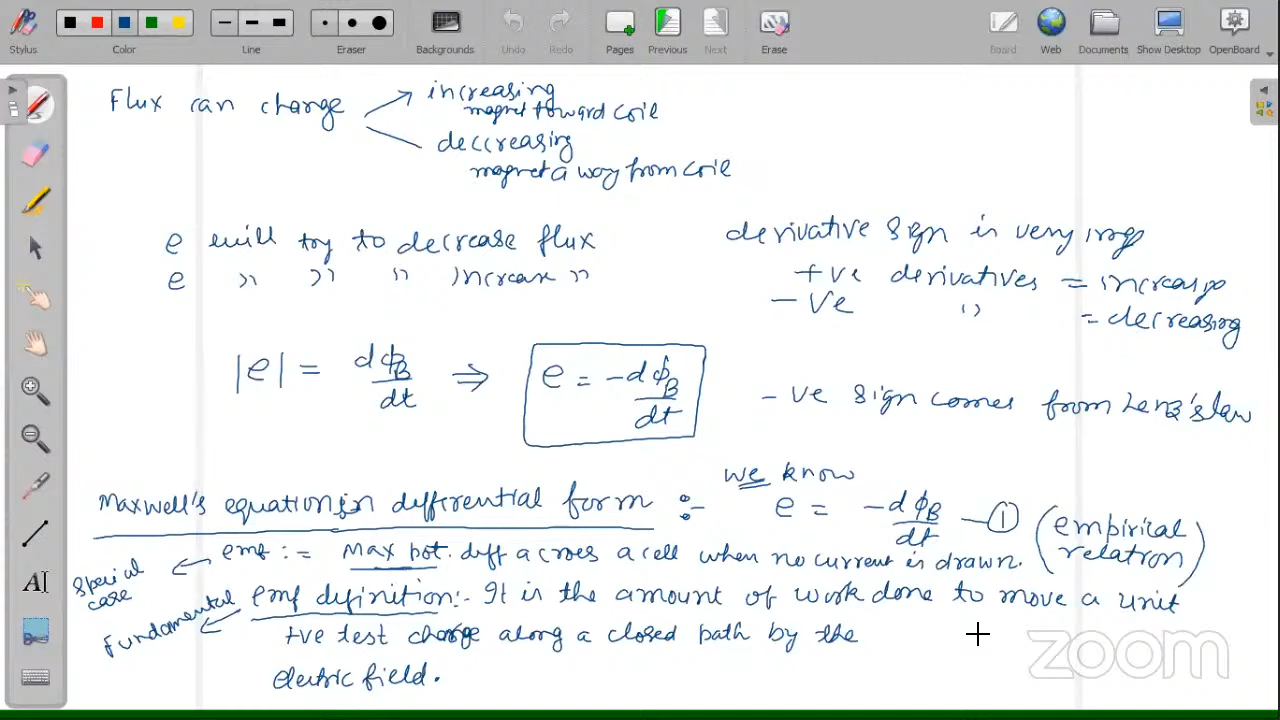 Stylus
Color
Line
Eraser
Backgrounds
Undo
Redo
Pages
Previous
Next
Erase
Board
Web
Documents
Show Desktop
OpenBoard
Flux can change
increasing
magnet toward coil
decreasing
magnet a way from coil
e will try to decrease flux
e " " " increase "
derivative sign is very imp
+ve derivatives = increasing
-ve " = decreasing
|e| = dϕB/dt ⇒ e = -dϕB/dt
-ve sign comes from Lenz's law
we know
Maxwell's equations in differential form :- e = -dϕB/dt — ① (empirical relation)
special case
emf := Max pot. diff across a cell when no current is drawn.
Fundamental
emf definition:- It is the amount of work done to move a unit
+ve test charge along a closed path by the
electric field.
zoom